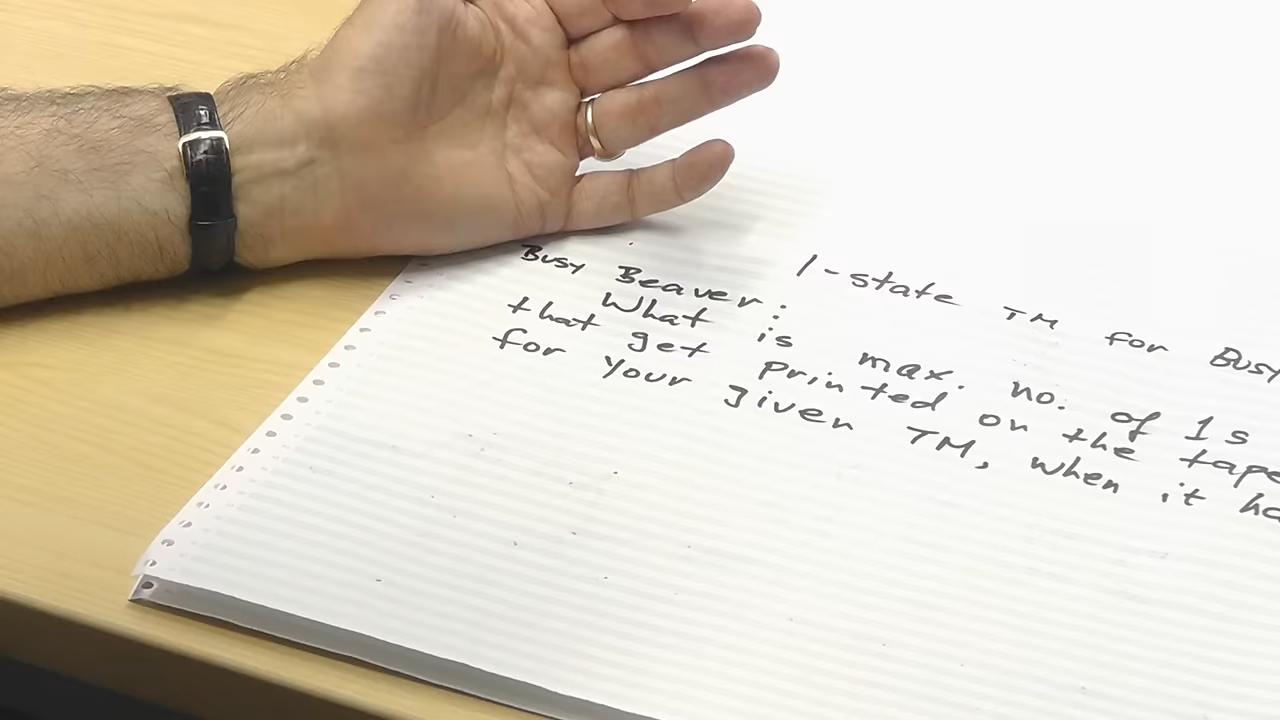 1-state TM for Busy
Busy Beaver:
What is max. no. of 1s
that get printed on the tape
for your given TM, when it ha